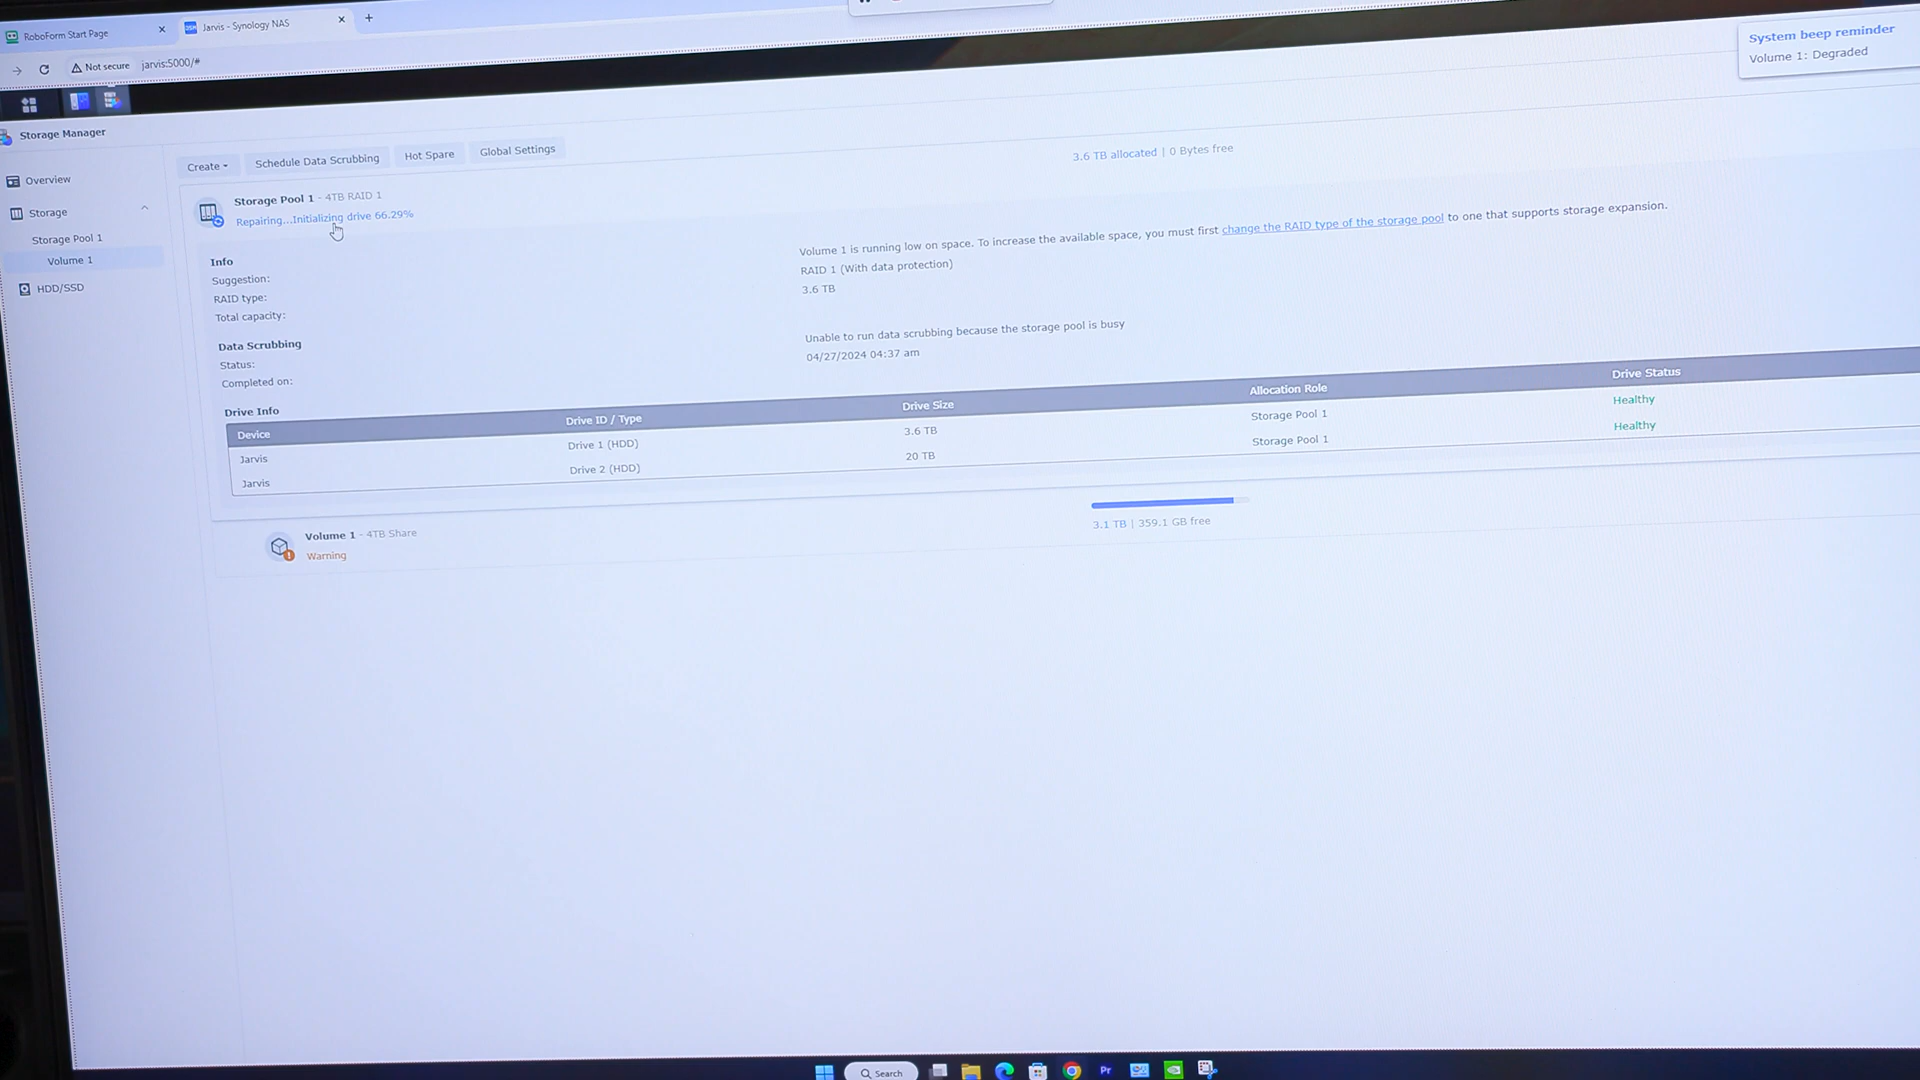 RoboForm Start Page
Jarvis - Synology NAS
Not secure
jarvis:5000/#
System beep reminder
Volume 1: Degraded
Storage Manager
Overview
Storage
Storage Pool 1
Volume 1
HDD/SSD
Create
Schedule Data Scrubbing
Hot Spare
Global Settings
Storage Pool 1 - 4TB RAID 1
3.6 TB allocated | 0 Bytes free
Repairing...Initializing drive 66.29%
Info
Suggestion:
Volume 1 is running low on space. To increase the available space, you must first change the RAID type of the storage pool to one that supports storage expansion.
RAID type:
RAID 1 (With data protection)
Total capacity:
3.6 TB
Data Scrubbing
Status:
Unable to run data scrubbing because the storage pool is busy
Completed on:
04/27/2024 04:37 am
Drive Info
Device Drive ID / Type Drive Size Allocation Role Drive Status
Jarvis Drive 1 (HDD) 3.6 TB Storage Pool 1 Healthy
Jarvis Drive 2 (HDD) 20 TB Storage Pool 1 Healthy
Volume 1 - 4TB Share
Warning
3.1 TB | 359.1 GB free
Search
Pr